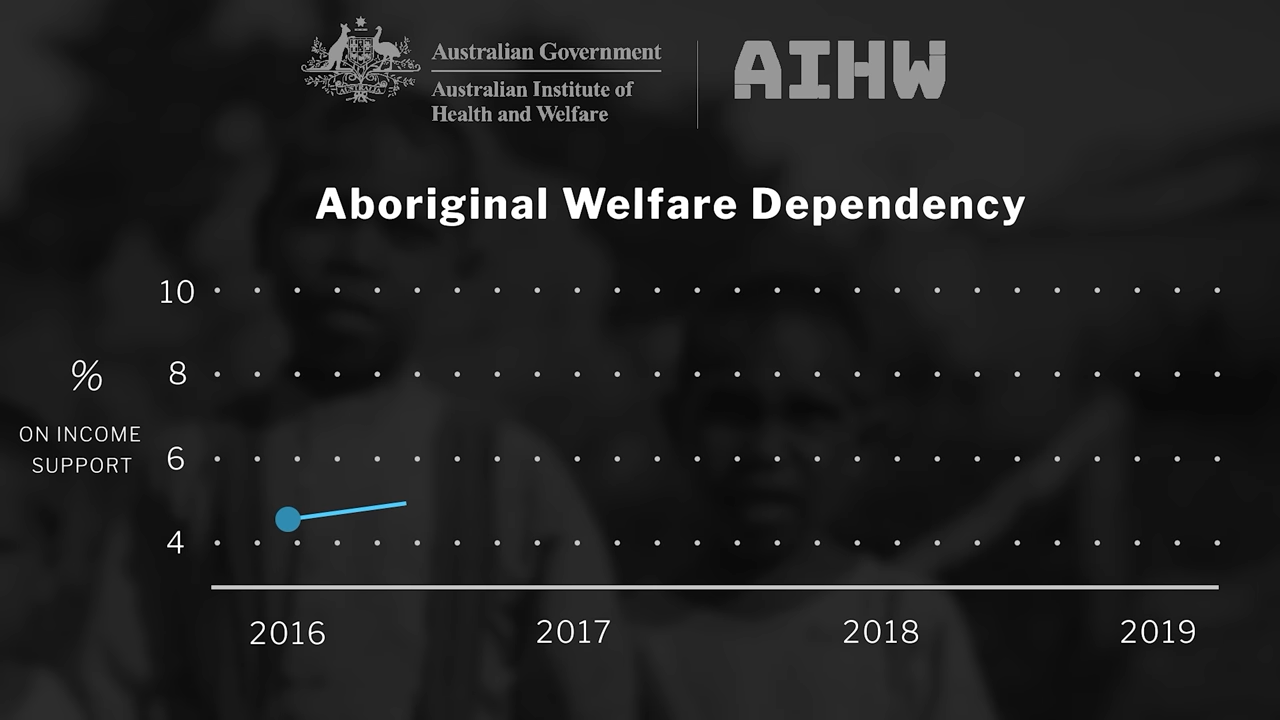 Australian Government
Australian Institute of
Health and Welfare
AIHW
Aboriginal Welfare Dependency
10
8
6
4
%
ON INCOME
SUPPORT
2016
2017
2018
2019